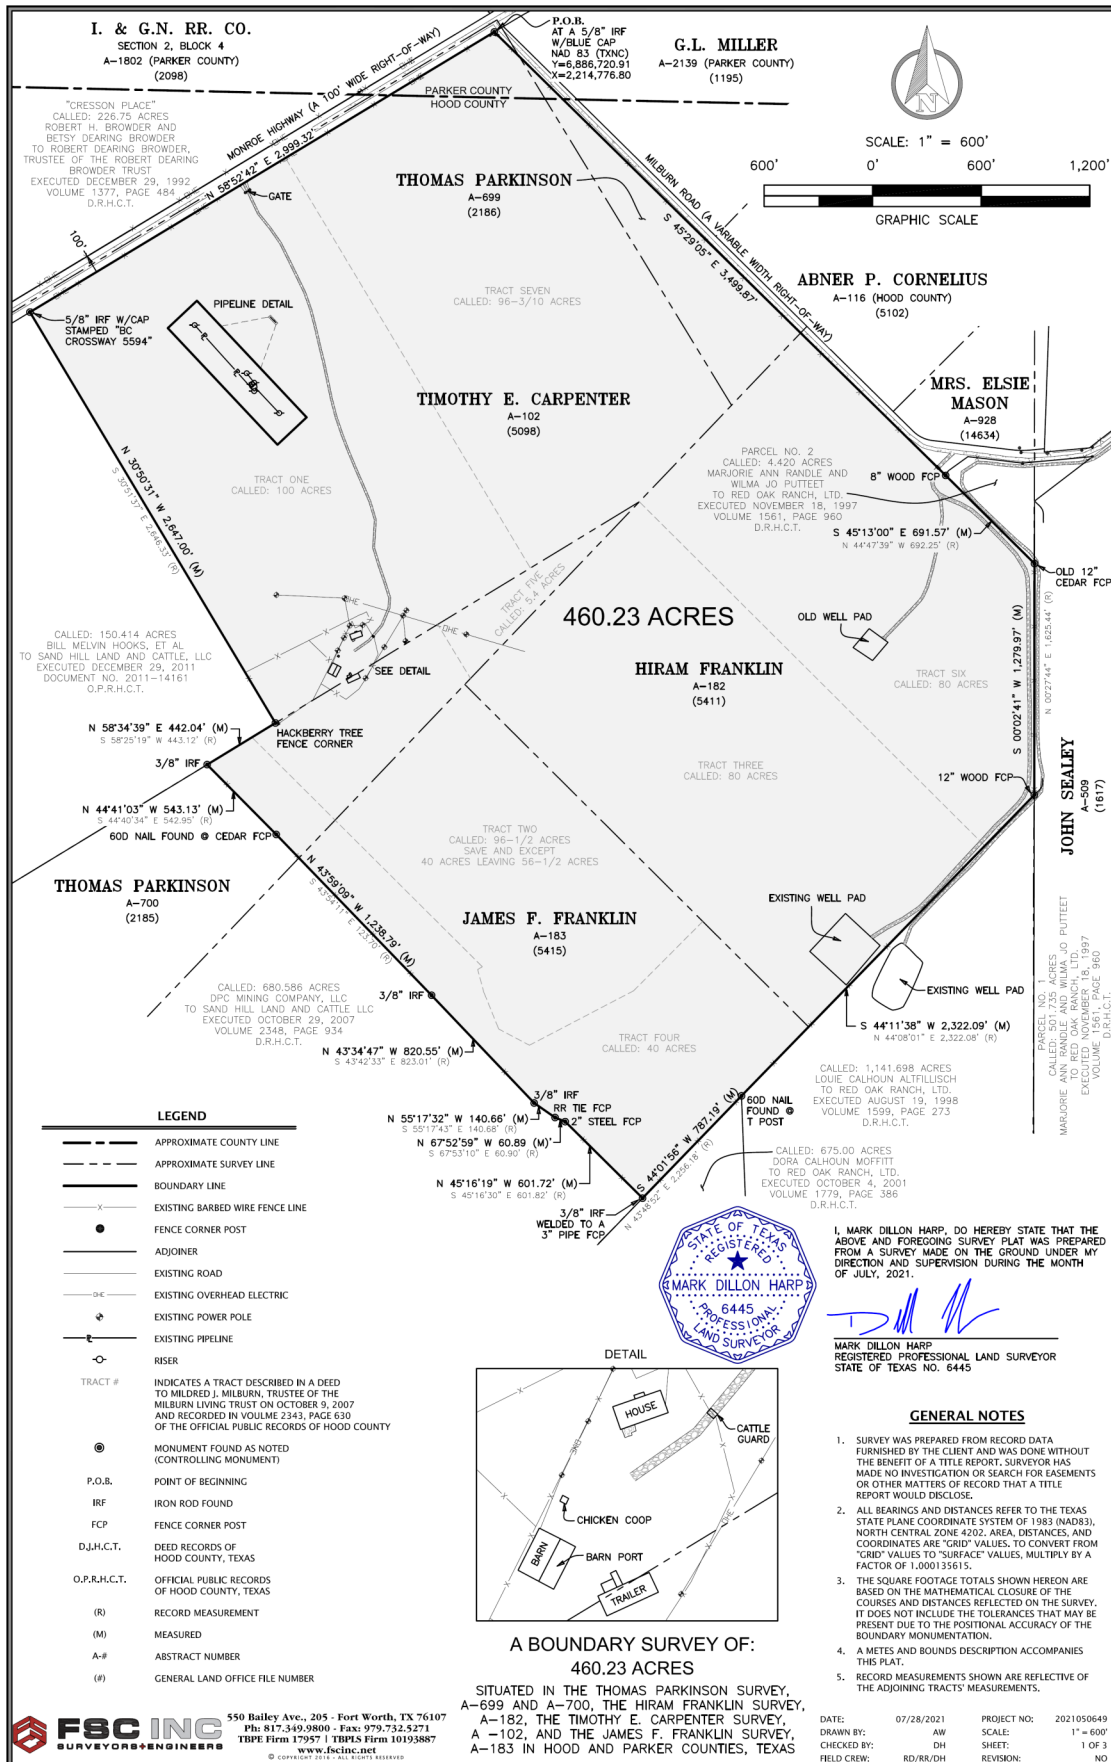 I. & G.N. RR. CO.
SECTION 2, BLOCK 4
A-1802 (PARKER COUNTY)
(2098)
P.O.B.
AT A 5/8" IRF
W/BLUE CAP
NAD 83 (TXNC)
Y=6,886,720.91
X=2,214,776.80
G.L. MILLER
A-2139 (PARKER COUNTY)
(1195)
N
SCALE: 1" = 600'
600'
0'
600'
1,200'
GRAPHIC SCALE
PARKER COUNTY
HOOD COUNTY
"CRESSON PLACE"
CALLED: 226.75 ACRES
ROBERT H. BROWDER AND
BETSY DEARING BROWDER
TO ROBERT DEARING BROWDER,
TRUSTEE OF THE ROBERT DEARING
BROWDER TRUST
EXECUTED DECEMBER 29, 1992
VOLUME 1377, PAGE 484
D.R.H.C.T.
MONROE HIGHWAY (A 100' WIDE RIGHT-OF-WAY)
N 58°52'42" E 2,999.32'
GATE
100'
THOMAS PARKINSON
A-699
(2186)
MILBURN ROAD (A VARIABLE WIDTH RIGHT-OF-WAY)
S 45°29'05" E 3,499.87'
ABNER P. CORNELIUS
A-116 (HOOD COUNTY)
(5102)
TRACT SEVEN
CALLED: 96-3/10 ACRES
PIPELINE DETAIL
5/8" IRF W/CAP
STAMPED "BC
CROSSWAY 5594"
TIMOTHY E. CARPENTER
A-102
(5098)
MRS. ELSIE
MASON
A-928
(14634)
PARCEL NO. 2
CALLED: 4.420 ACRES
MARJORIE ANN RANDLE AND
WILMA JO PUTTEET
TO RED OAK RANCH, LTD.
EXECUTED NOVEMBER 18, 1997
VOLUME 1561, PAGE 960
D.R.H.C.T.
8" WOOD FCP
S 45°13'00" E 691.57' (M)
N 44°47'39" W 692.25' (R)
OLD 12"
CEDAR FCP
N 30°50'31" W 2,647.00' (M)
S 30°51'37" E 2,646.33' (R)
TRACT ONE
CALLED: 100 ACRES
TRACT FIVE
CALLED: 5.4 ACRES
OHE
OHE
460.23 ACRES
OLD WELL PAD
HIRAM FRANKLIN
A-182
(5411)
TRACT SIX
CALLED: 80 ACRES
S 00°02'41" W 1,279.97' (M)
N 00°27'44" E 1,625.44' (R)
CALLED: 150.414 ACRES
BILL MELVIN HOOKS, ET AL
TO SAND HILL LAND AND CATTLE, LLC
EXECUTED DECEMBER 29, 2011
DOCUMENT NO. 2011-14161
O.P.R.H.C.T.
SEE DETAIL
N 58°34'39" E 442.04' (M)
S 58°25'19" W 443.12' (R)
HACKBERRY TREE
FENCE CORNER
3/8" IRF
N 44°41'03" W 543.13' (M)
S 44°40'34" E 542.95' (R)
60D NAIL FOUND @ CEDAR FCP
TRACT THREE
CALLED: 80 ACRES
12" WOOD FCP
JOHN SEALEY
A-509
(1617)
TRACT TWO
CALLED: 96-1/2 ACRES
SAVE AND EXCEPT
40 ACRES LEAVING 56-1/2 ACRES
THOMAS PARKINSON
A-700
(2185)
N 43°59'09" W 1,238.79' (M)
S 43°54'11" E 123.70' (R)
JAMES F. FRANKLIN
A-183
(5415)
EXISTING WELL PAD
EXISTING WELL PAD
CALLED: 680.586 ACRES
DPC MINING COMPANY, LLC
TO SAND HILL LAND AND CATTLE LLC
EXECUTED OCTOBER 29, 2007
VOLUME 2348, PAGE 934
D.R.H.C.T.
3/8" IRF
N 43°34'47" W 820.55' (M)
S 43°42'33" E 823.01' (R)
TRACT FOUR
CALLED: 40 ACRES
S 44°11'38" W 2,322.09' (M)
N 44°08'01" E 2,322.08' (R)
PARCEL NO. 1
CALLED: 501.735 ACRES
MARJORIE ANN RANDLE AND WILMA JO PUTTEET
TO RED OAK RANCH, LTD.
EXECUTED NOVEMBER 18, 1997
VOLUME 1561, PAGE 960
D.R.H.C.T.
CALLED: 1,141.698 ACRES
LOUIE CALHOUN ALTFILLISCH
TO RED OAK RANCH, LTD.
EXECUTED AUGUST 19, 1998
VOLUME 1599, PAGE 273
D.R.H.C.T.
3/8" IRF
RR TIE FCP
2" STEEL FCP
N 55°17'32" W 140.66' (M)
S 55°17'43" E 140.68' (R)
N 67°52'59" W 60.89 (M)'
S 67°53'10" E 60.90' (R)
N 45°16'19" W 601.72' (M)
S 45°16'30" E 601.82' (R)
60D NAIL
FOUND @
T POST
S 44°01'56" W 787.19' (M)
N 43°48'52" E 2,256.18' (R)
3/8" IRF
WELDED TO A
3" PIPE FCP
CALLED: 675.00 ACRES
DORA CALHOUN MOFFITT
TO RED OAK RANCH, LTD.
EXECUTED OCTOBER 4, 2001
VOLUME 1779, PAGE 386
D.R.H.C.T.
LEGEND
APPROXIMATE COUNTY LINE
APPROXIMATE SURVEY LINE
BOUNDARY LINE
X EXISTING BARBED WIRE FENCE LINE
FENCE CORNER POST
ADJOINER
EXISTING ROAD
OHE EXISTING OVERHEAD ELECTRIC
EXISTING POWER POLE
EXISTING PIPELINE
RISER
TRACT # INDICATES A TRACT DESCRIBED IN A DEED
TO MILDRED J. MILBURN, TRUSTEE OF THE
MILBURN LIVING TRUST ON OCTOBER 9, 2007
AND RECORDED IN VOULME 2343, PAGE 630
OF THE OFFICIAL PUBLIC RECORDS OF HOOD COUNTY
MONUMENT FOUND AS NOTED
(CONTROLLING MONUMENT)
P.O.B. POINT OF BEGINNING
IRF IRON ROD FOUND
FCP FENCE CORNER POST
D.J.H.C.T. DEED RECORDS OF
HOOD COUNTY, TEXAS
O.P.R.H.C.T. OFFICIAL PUBLIC RECORDS
OF HOOD COUNTY, TEXAS
(R) RECORD MEASUREMENT
(M) MEASURED
A-# ABSTRACT NUMBER
(#) GENERAL LAND OFFICE FILE NUMBER
STATE OF TEXAS
REGISTERED
MARK DILLON HARP
6445
PROFESSIONAL
LAND SURVEYOR
I, MARK DILLON HARP, DO HEREBY STATE THAT THE
ABOVE AND FOREGOING SURVEY PLAT WAS PREPARED
FROM A SURVEY MADE ON THE GROUND UNDER MY
DIRECTION AND SUPERVISION DURING THE MONTH
OF JULY, 2021.
MARK DILLON HARP
REGISTERED PROFESSIONAL LAND SURVEYOR
STATE OF TEXAS NO. 6445
DETAIL
HOUSE
CATTLE
GUARD
OHE
OHE
CHICKEN COOP
BARN
BARN PORT
TRAILER
GENERAL NOTES
1. SURVEY WAS PREPARED FROM RECORD DATA
FURNISHED BY THE CLIENT AND WAS DONE WITHOUT
THE BENEFIT OF A TITLE REPORT. SURVEYOR HAS
MADE NO INVESTIGATION OR SEARCH FOR EASEMENTS
OR OTHER MATTERS OF RECORD THAT A TITLE
REPORT WOULD DISCLOSE.
2. ALL BEARINGS AND DISTANCES REFER TO THE TEXAS
STATE PLANE COORDINATE SYSTEM OF 1983 (NAD83),
NORTH CENTRAL ZONE 4202. AREA, DISTANCES, AND
COORDINATES ARE "GRID" VALUES. TO CONVERT FROM
"GRID" VALUES TO "SURFACE" VALUES, MULTIPLY BY A
FACTOR OF 1.000135615.
3. THE SQUARE FOOTAGE TOTALS SHOWN HEREON ARE
BASED ON THE MATHEMATICAL CLOSURE OF THE
COURSES AND DISTANCES REFLECTED ON THE SURVEY.
IT DOES NOT INCLUDE THE TOLERANCES THAT MAY BE
PRESENT DUE TO THE POSITIONAL ACCURACY OF THE
BOUNDARY MONUMENTATION.
4. A METES AND BOUNDS DESCRIPTION ACCOMPANIES
THIS PLAT.
5. RECORD MEASUREMENTS SHOWN ARE REFLECTIVE OF
THE ADJOINING TRACTS' MEASUREMENTS.
A BOUNDARY SURVEY OF:
460.23 ACRES
SITUATED IN THE THOMAS PARKINSON SURVEY,
A-699 AND A-700, THE HIRAM FRANKLIN SURVEY,
A-182, THE TIMOTHY E. CARPENTER SURVEY,
A -102, AND THE JAMES F. FRANKLIN SURVEY,
A-183 IN HOOD AND PARKER COUNTIES, TEXAS
FSC INC
SURVEYORS+ENGINEERS
550 Bailey Ave., 205 - Fort Worth, TX 76107
Ph: 817.349.9800 - Fax: 979.732.5271
TBPE Firm 17957 | TBPLS Firm 10193887
www.fscinc.net
© COPYRIGHT 2016 - ALL RIGHTS RESERVED
DATE: 07/28/2021 PROJECT NO: 2021050649
DRAWN BY: AW SCALE: 1" = 600'
CHECKED BY: DH SHEET: 1 OF 3
FIELD CREW: RD/RR/DH REVISION: